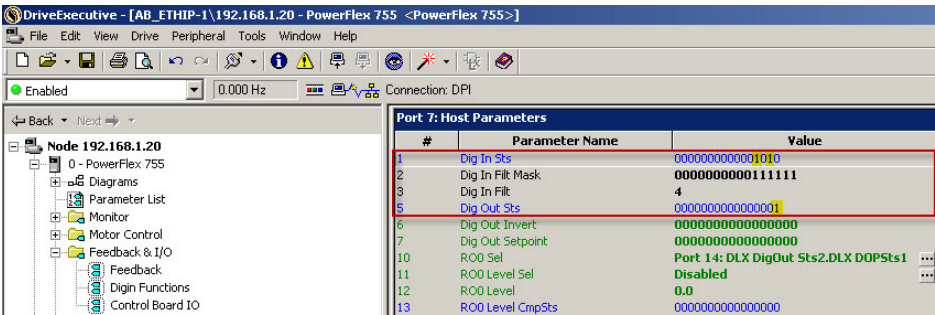 DriveExecutive - [AB_ETHIP-1\192.168.1.20 - PowerFlex 755 <PowerFlex 755>]
File Edit View Drive Peripheral Tools Window Help
Enabled 0.000 Hz Connection: DPI
Back Next
Node 192.168.1.20
0 - PowerFlex 755
Diagrams
Parameter List
Monitor
Motor Control
Feedback & I/O
Feedback
Digin Functions
Control Board IO
Port 7: Host Parameters
# Parameter Name Value
1 Dig In Sts 0000000000001010
2 Dig In Filt Mask 0000000000111111
3 Dig In Filt 4
5 Dig Out Sts 0000000000000001
6 Dig Out Invert 0000000000000000
7 Dig Out Setpoint 0000000000000000
10 RO0 Sel Port 14: DLX DigOut Sts2.DLX DOPSts1 ...
11 RO0 Level Sel Disabled ...
12 RO0 Level 0.0
13 RO0 Level CmpSts 0000000000000000